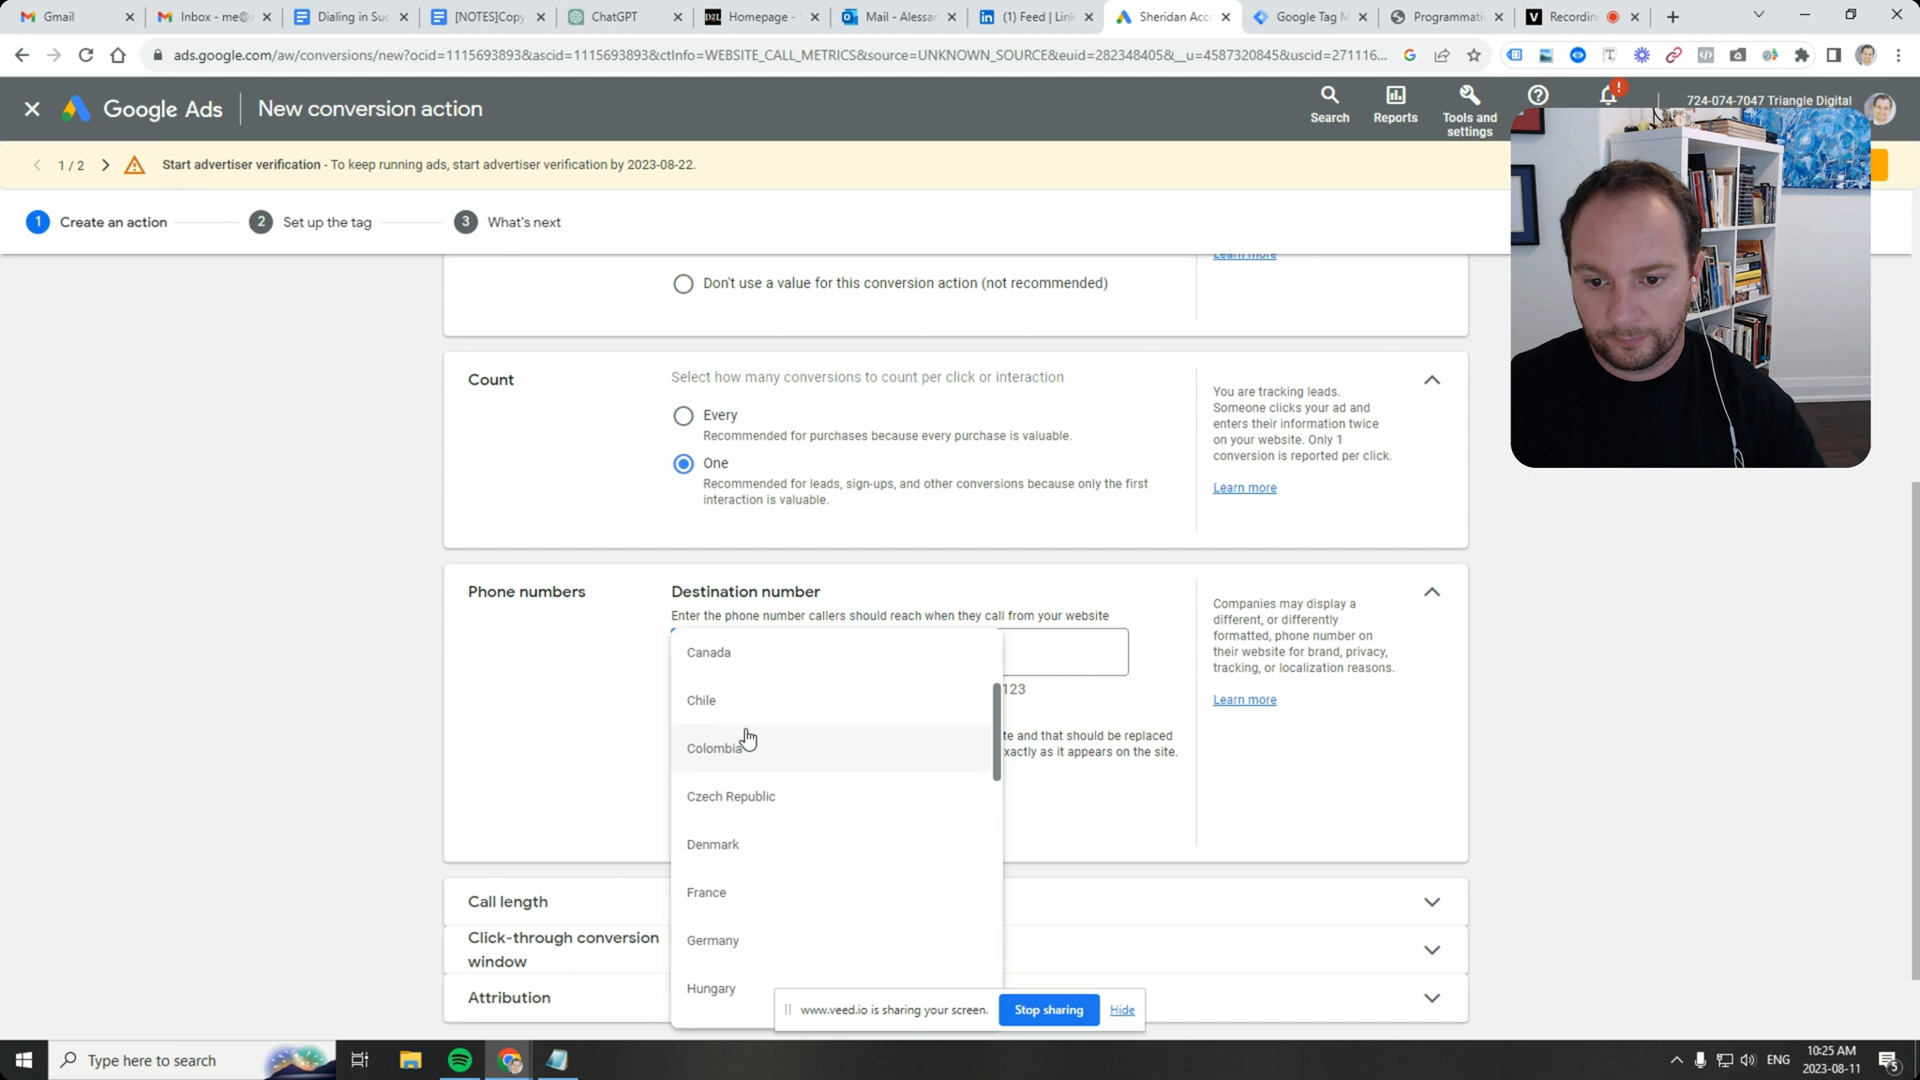 Gmail
Inbox - me@
Dialing in Suc
[NOTES]Copy
ChatGPT
D2L
Homepage -
Mail - Alessan
(1) Feed | Link
Sheridan Acc
Google Tag M
Programmati
Recordin
ads.google.com/aw/conversions/new?ocid=1115693893&ascid=1115693893&ctInfo=WEBSITE_CALL_METRICS&source=UNKNOWN_SOURCE&euid=282348405&__u=4587320845&uscid=271116...
Google Ads
New conversion action
Search
Reports
Tools and
settings
724-074-7047 Triangle Digital
1 / 2
Start advertiser verification - To keep running ads, start advertiser verification by 2023-08-22.
1 Create an action
2 Set up the tag
3 What's next
Learn more
Don't use a value for this conversion action (not recommended)
Count
Select how many conversions to count per click or interaction
Every
Recommended for purchases because every purchase is valuable.
One
Recommended for leads, sign-ups, and other conversions because only the first
interaction is valuable.
You are tracking leads.
Someone clicks your ad and
enters their information twice
on your website. Only 1
conversion is reported per click.
Learn more
Phone numbers
Destination number
Enter the phone number callers should reach when they call from your website
Canada
Chile
Colombia
Czech Republic
Denmark
France
Germany
Hungary
123
te and that should be replaced
xactly as it appears on the site.
Companies may display a
different, or differently
formatted, phone number on
their website for brand, privacy,
tracking, or localization reasons.
Learn more
Call length
Click-through conversion
window
Attribution
www.veed.io is sharing your screen.
Stop sharing
Hide
Type here to search
ENG
10:25 AM
2023-08-11
5